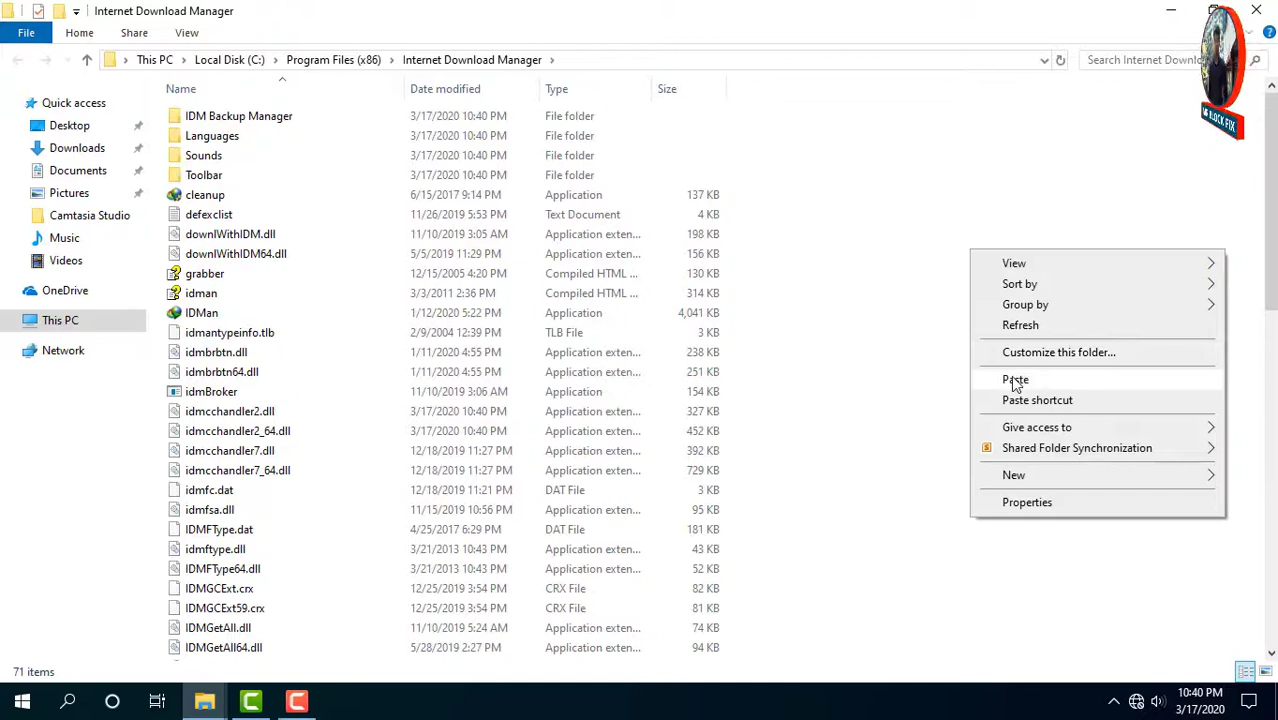 Internet Download Manager
File Home Share View
This PC Local Disk (C:) Program Files (x86) Internet Download Manager
Search Internet Downlo
Name Date modified Type Size
Quick access
Desktop
Downloads
Documents
Pictures
Camtasia Studio
Music
Videos
OneDrive
This PC
Network
IDM Backup Manager 3/17/2020 10:40 PM File folder
Languages 3/17/2020 10:40 PM File folder
Sounds 3/17/2020 10:40 PM File folder
Toolbar 3/17/2020 10:40 PM File folder
cleanup 6/15/2017 9:14 PM Application 137 KB
defexclist 11/26/2019 5:53 PM Text Document 4 KB
downlWithIDM.dll 11/10/2019 3:05 AM Application exten... 198 KB
downlWithIDM64.dll 5/5/2019 11:29 PM Application exten... 156 KB
grabber 12/15/2005 4:20 PM Compiled HTML ... 130 KB
idman 3/3/2011 2:36 PM Compiled HTML ... 314 KB
IDMan 1/12/2020 5:22 PM Application 4,041 KB
idmantypeinfo.tlb 2/9/2004 12:39 PM TLB File 3 KB
idmbrbtn.dll 1/11/2020 4:55 PM Application exten... 238 KB
idmbrbtn64.dll 1/11/2020 4:55 PM Application exten... 251 KB
idmBroker 11/10/2019 3:06 AM Application 154 KB
idmcchandler2.dll 3/17/2020 10:40 PM Application exten... 327 KB
idmcchandler2_64.dll 3/17/2020 10:40 PM Application exten... 452 KB
idmcchandler7.dll 12/18/2019 11:27 PM Application exten... 392 KB
idmcchandler7_64.dll 12/18/2019 11:27 PM Application exten... 729 KB
idmfc.dat 12/18/2019 11:21 PM DAT File 3 KB
idmfsa.dll 11/15/2019 10:56 PM Application exten... 95 KB
IDMFType.dat 4/25/2017 6:29 PM DAT File 181 KB
idmftype.dll 3/21/2013 10:43 PM Application exten... 43 KB
IDMFType64.dll 3/21/2013 10:43 PM Application exten... 52 KB
IDMGCExt.crx 12/25/2019 3:54 PM CRX File 82 KB
IDMGCExt59.crx 12/25/2019 3:54 PM CRX File 81 KB
IDMGetAll.dll 11/10/2019 5:24 AM Application exten... 74 KB
IDMGetAll64.dll 5/28/2019 2:27 PM Application exten... 94 KB
View
Sort by
Group by
Refresh
Customize this folder...
Paste
Paste shortcut
Give access to
Shared Folder Synchronization
New
Properties
71 items
10:40 PM
3/17/2020